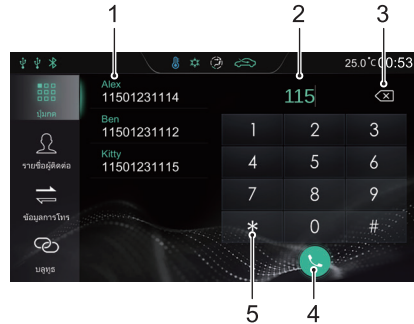 1 2 3
25.0°c 00:53
ปุ่มกด
รายชื่อผู้ติดต่อ
ข้อมูลการโทร
บลูทูธ
Alex
11501231114
Ben
11501231112
Kitty
11501231115
115
1 2 3
4 5 6
7 8 9
* 0 #
5 4